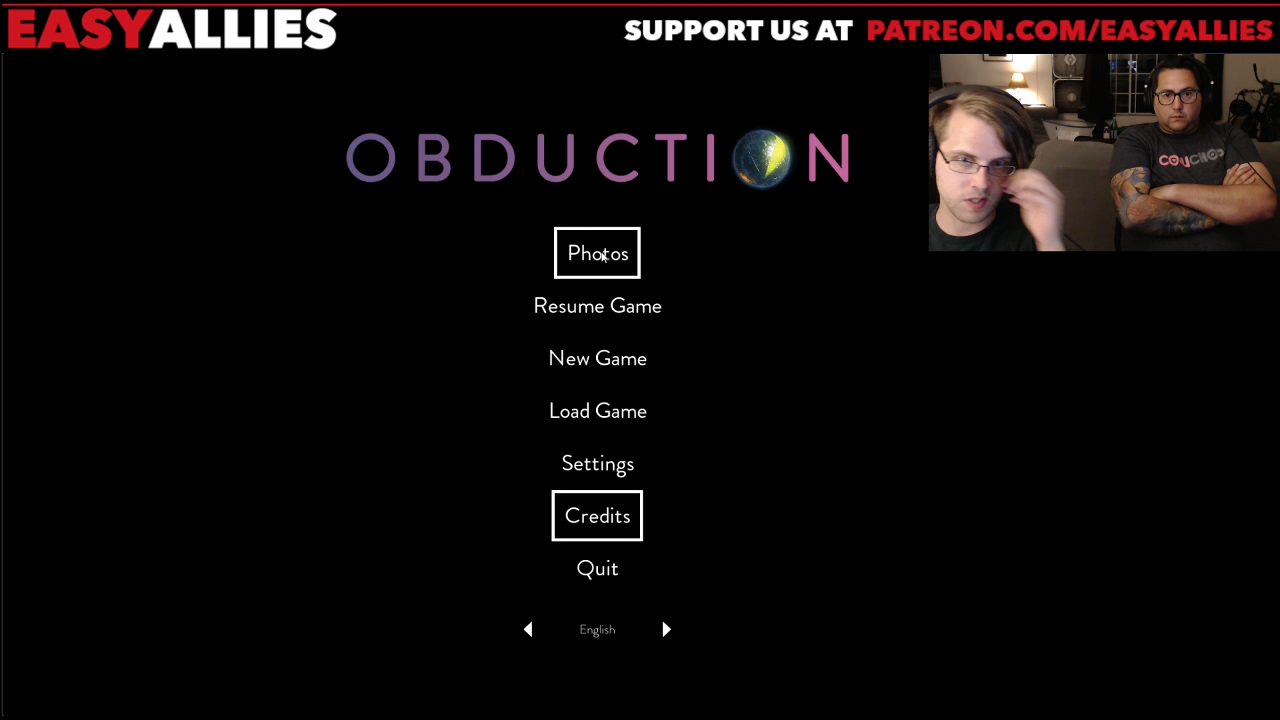 EASYALLIES
SUPPORT US AT PATREON.COM/EASYALLIES
OBDUCTION
COUCHOP
Photos
Resume Game
New Game
Load Game
Settings
Credits
Quit
English